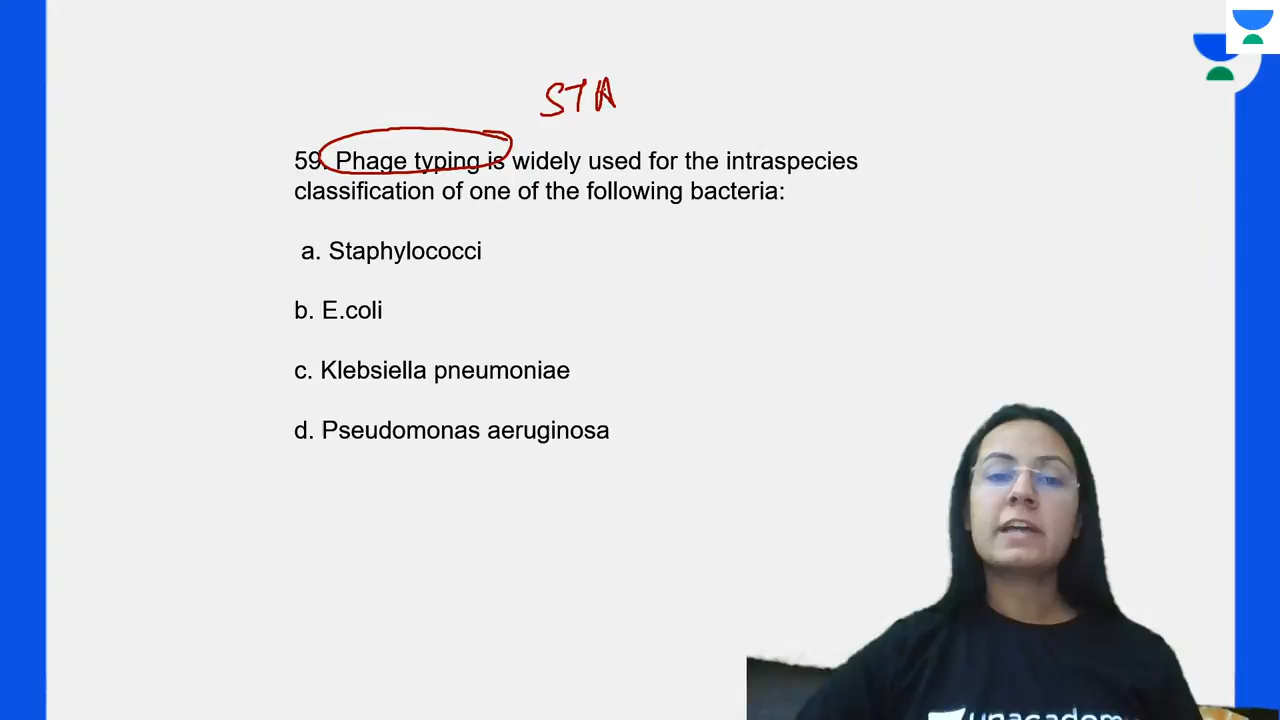 STA
59. Phage typing is widely used for the intraspecies
classification of one of the following bacteria:
a. Staphylococci
b. E.coli
c. Klebsiella pneumoniae
d. Pseudomonas aeruginosa
unacademy